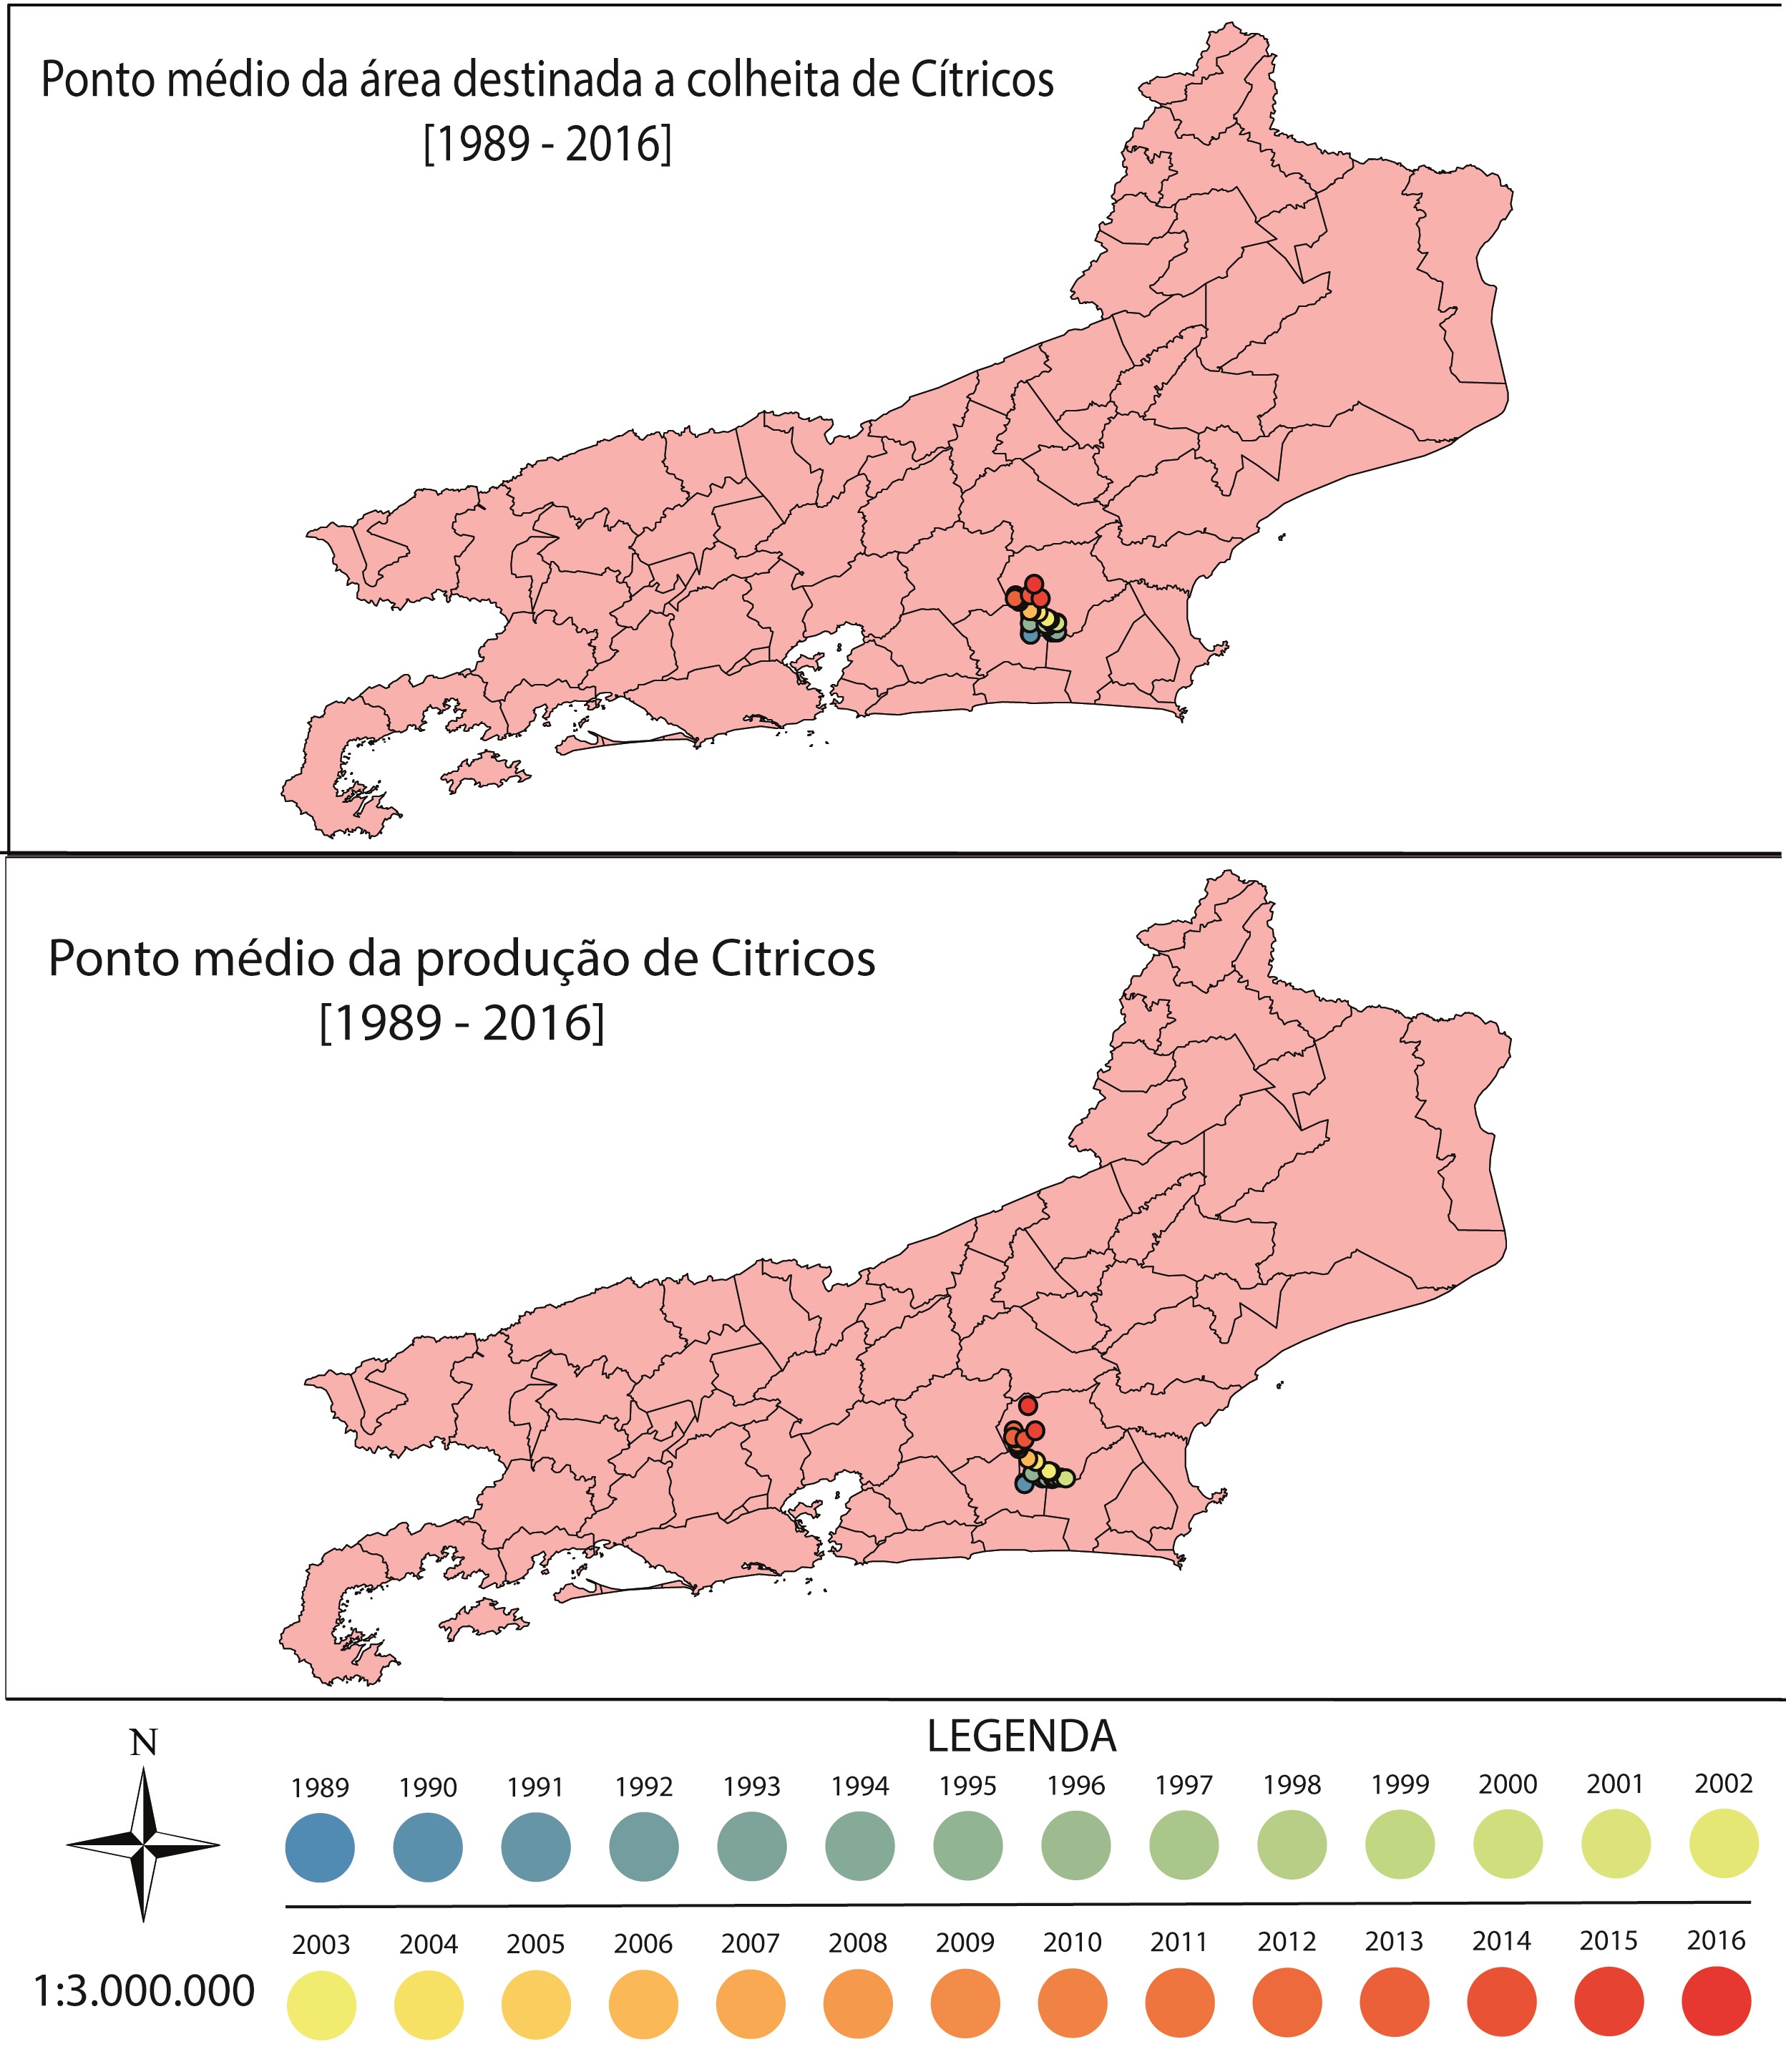 Ponto médio da área destinada a colheita de Cítricos
[1989 - 2016]
Ponto médio da produção de Citricos
[1989 - 2016]
N
LEGENDA
1989 1990 1991 1992 1993 1994 1995 1996 1997 1998 1999 2000 2001 2002
2003 2004 2005 2006 2007 2008 2009 2010 2011 2012 2013 2014 2015 2016
1:3.000.000